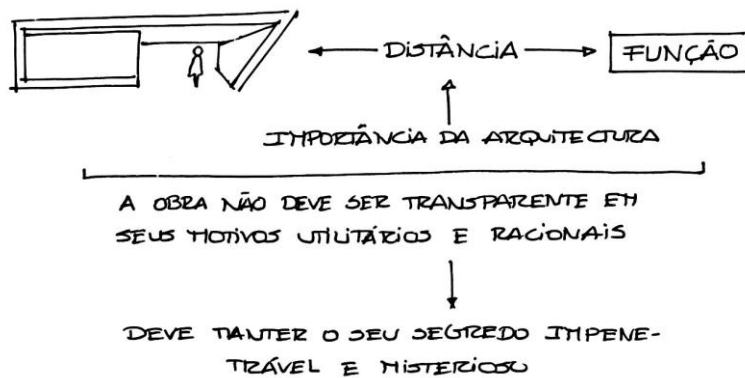 DISTÂNCIA
FUNÇÃO
IMPORTÂNCIA DA ARQUITECTURA
A OBRA NÃO DEVE SER TRANSPARENTE EM
SEUS MOTIVOS UTILITÁRIOS E RACIONAIS
DEVE MANTER O SEU SEGREDO IMPENE-
TRÁVEL E MISTERIOSO